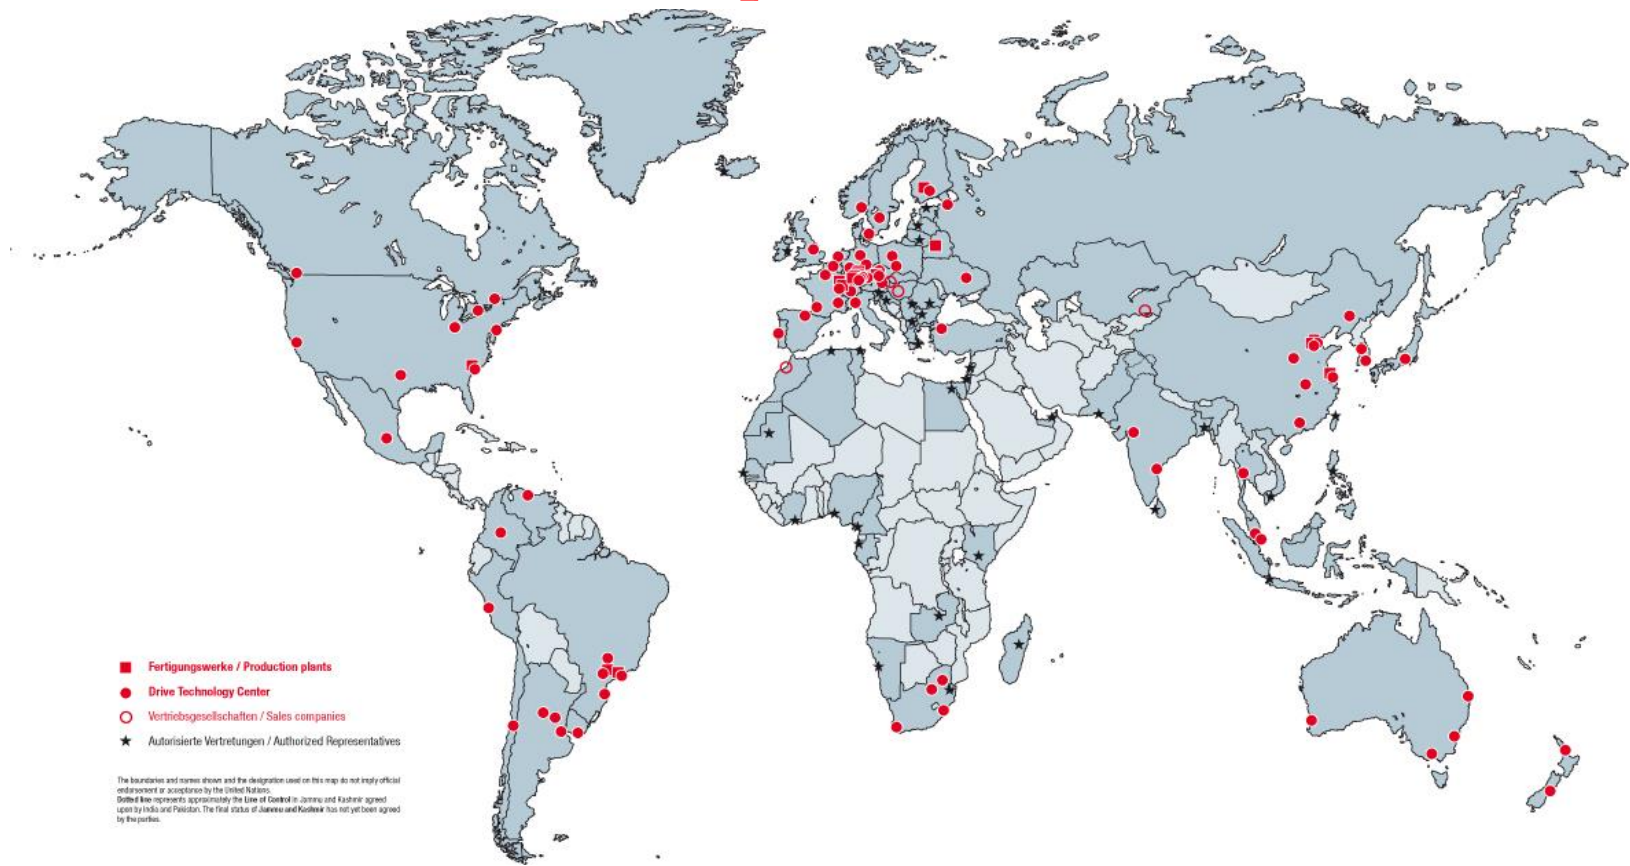 Fertigungswerke / Production plants
Drive Technology Center
Vertriebsgesellschaften / Sales companies
Autorisierte Vertretungen / Authorized Representatives
The boundaries and names shown and the designation used on this map do not imply official
endorsement or acceptance by the United Nations.
Dotted line represents approximately the Line of Control in Jammu and Kashmir agreed
upon by India and Pakistan. The final status of Jammu and Kashmir has not yet been agreed
by the parties.